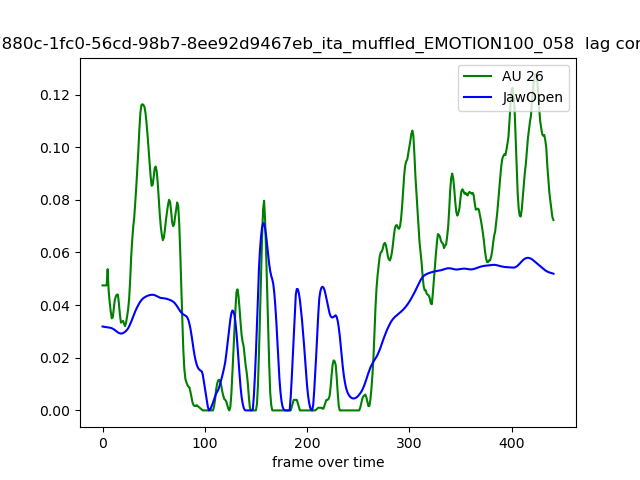 7880c-1fc0-56cd-98b7-8ee92d9467eb_ita_muffled_EMOTION100_058 lag cor
AU 26
JawOpen
0.12
0.10
0.08
0.06
0.04
0.02
0.00
0 100 200 300 400
frame over time